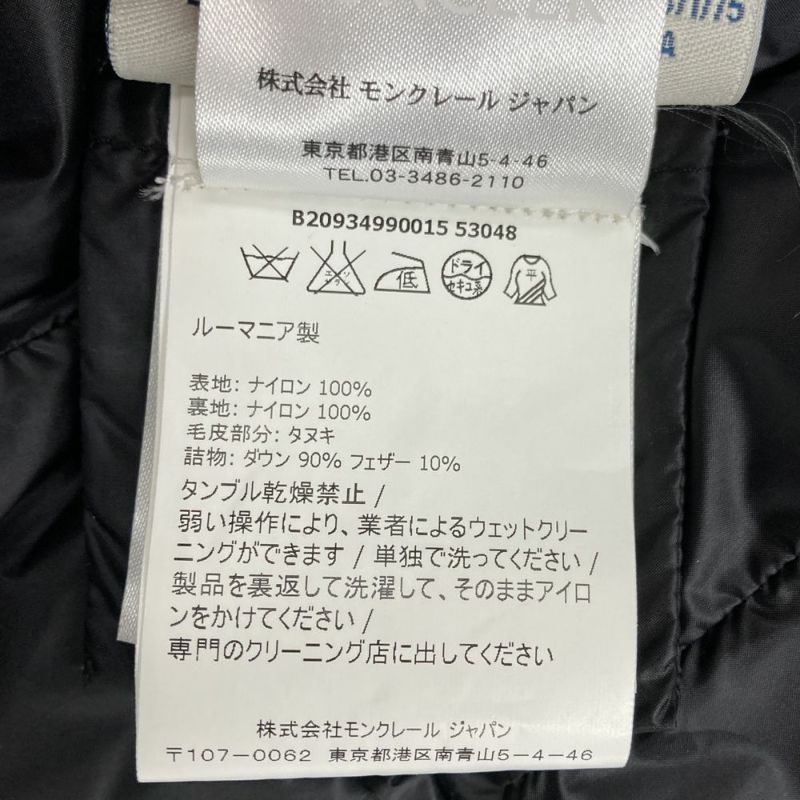 株式会社 モンクレール ジャパン
東京都港区南青山5-4-46
TEL.03-3486-2110
B20934990015 53048
低
ドライ
セキユ系
平
ルーマニア製
表地: ナイロン 100%
裏地: ナイロン 100%
毛皮部分: タヌキ
詰物: ダウン 90% フェザー 10%
タンブル乾燥禁止 /
弱い操作により、業者によるウェットクリー
ニングができます / 単独で洗ってください /
製品を裏返して洗濯して、そのままアイロ
ンをかけてください /
専門のクリーニング店に出してください
株式会社モンクレール ジャパン
〒107-0062 東京都港区南青山5-4-46